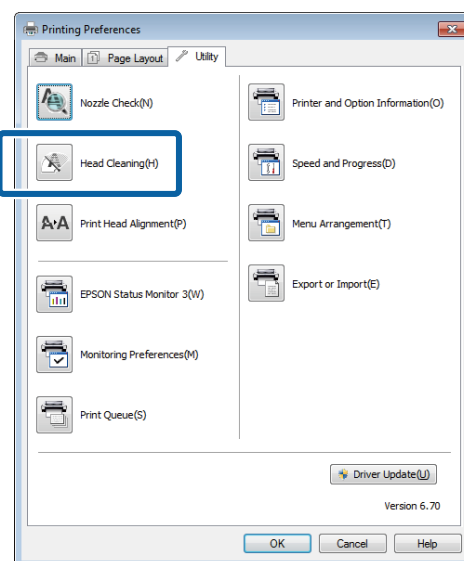 Printing Preferences
Main
Page Layout
Utility
Nozzle Check(N)
Head Cleaning(H)
Print Head Alignment(P)
EPSON Status Monitor 3(W)
Monitoring Preferences(M)
Print Queue(S)
Printer and Option Information(O)
Speed and Progress(D)
Menu Arrangement(T)
Export or Import(E)
Driver Update(U)
Version 6.70
OK
Cancel
Help